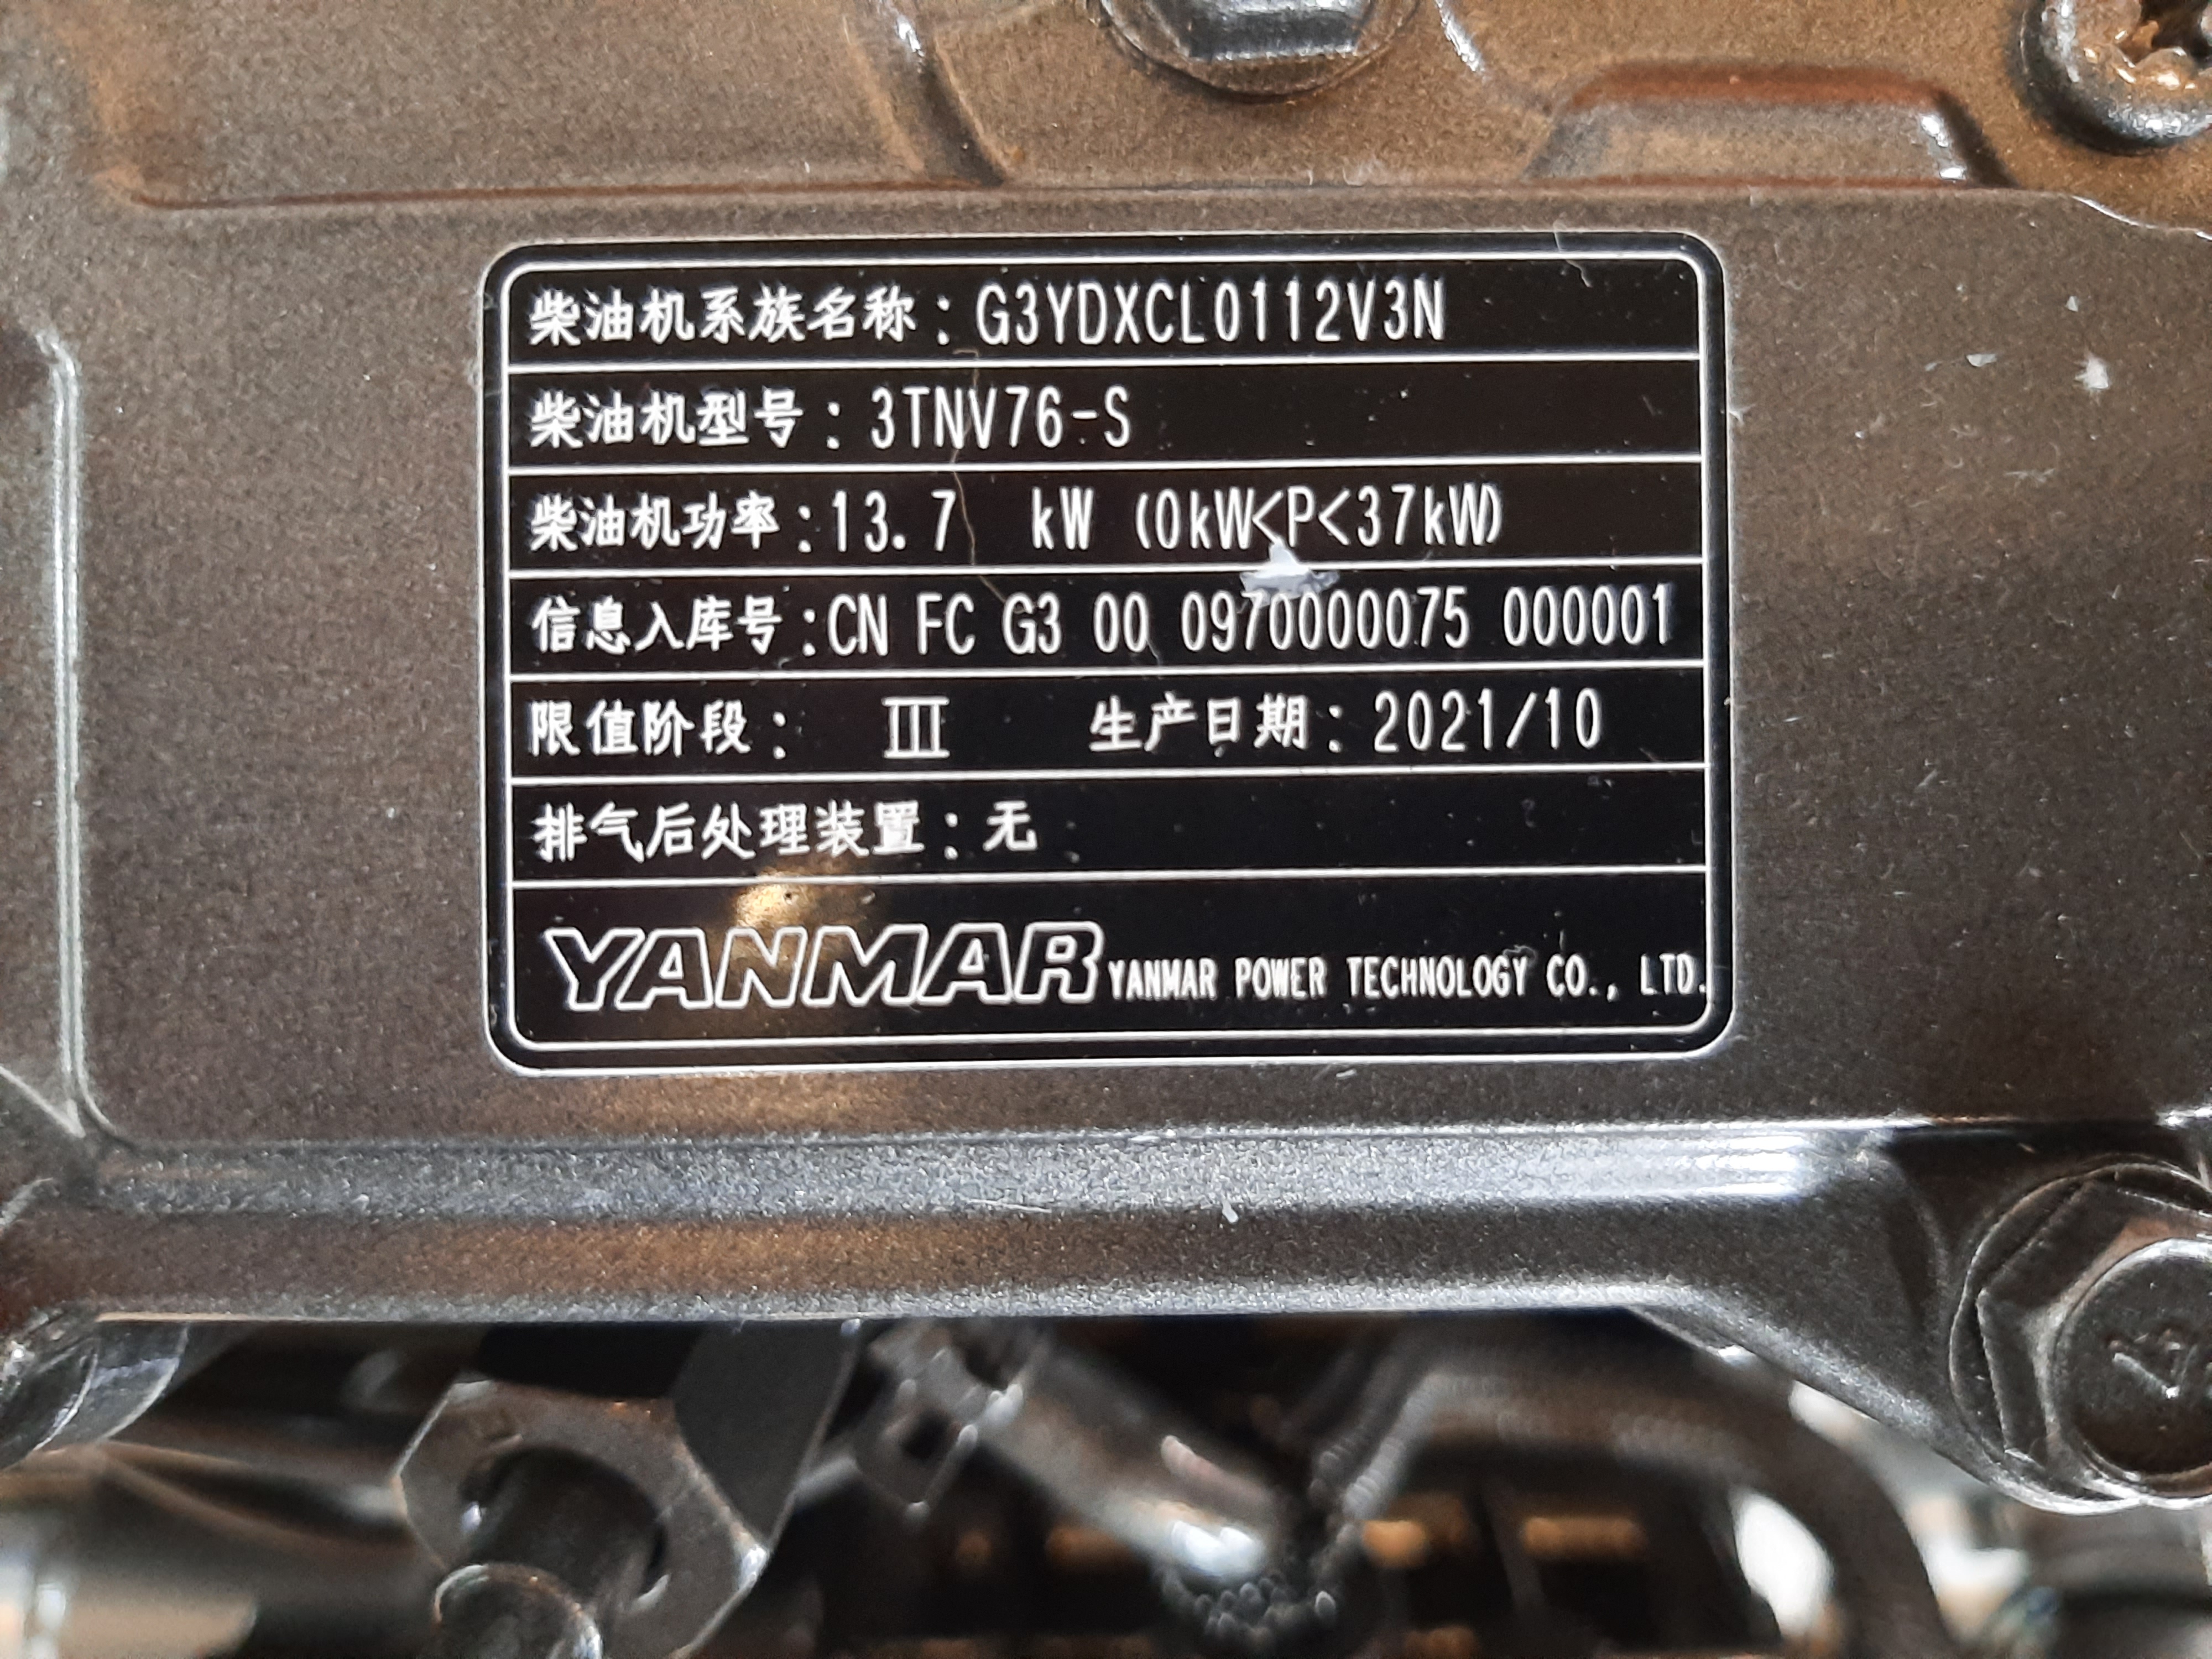 柴油机系族名称：G3YDXCL0112V3N
柴油机型号：3TNV76-S
柴油机功率：13.7 kW (0kW<P<37kW)
信息入库号：CN FC G3 00 0970000075 000001
限值阶段： III 生产日期：2021/10
排气后处理装置：无
YANMAR YANMAR POWER TECHNOLOGY CO., LTD.